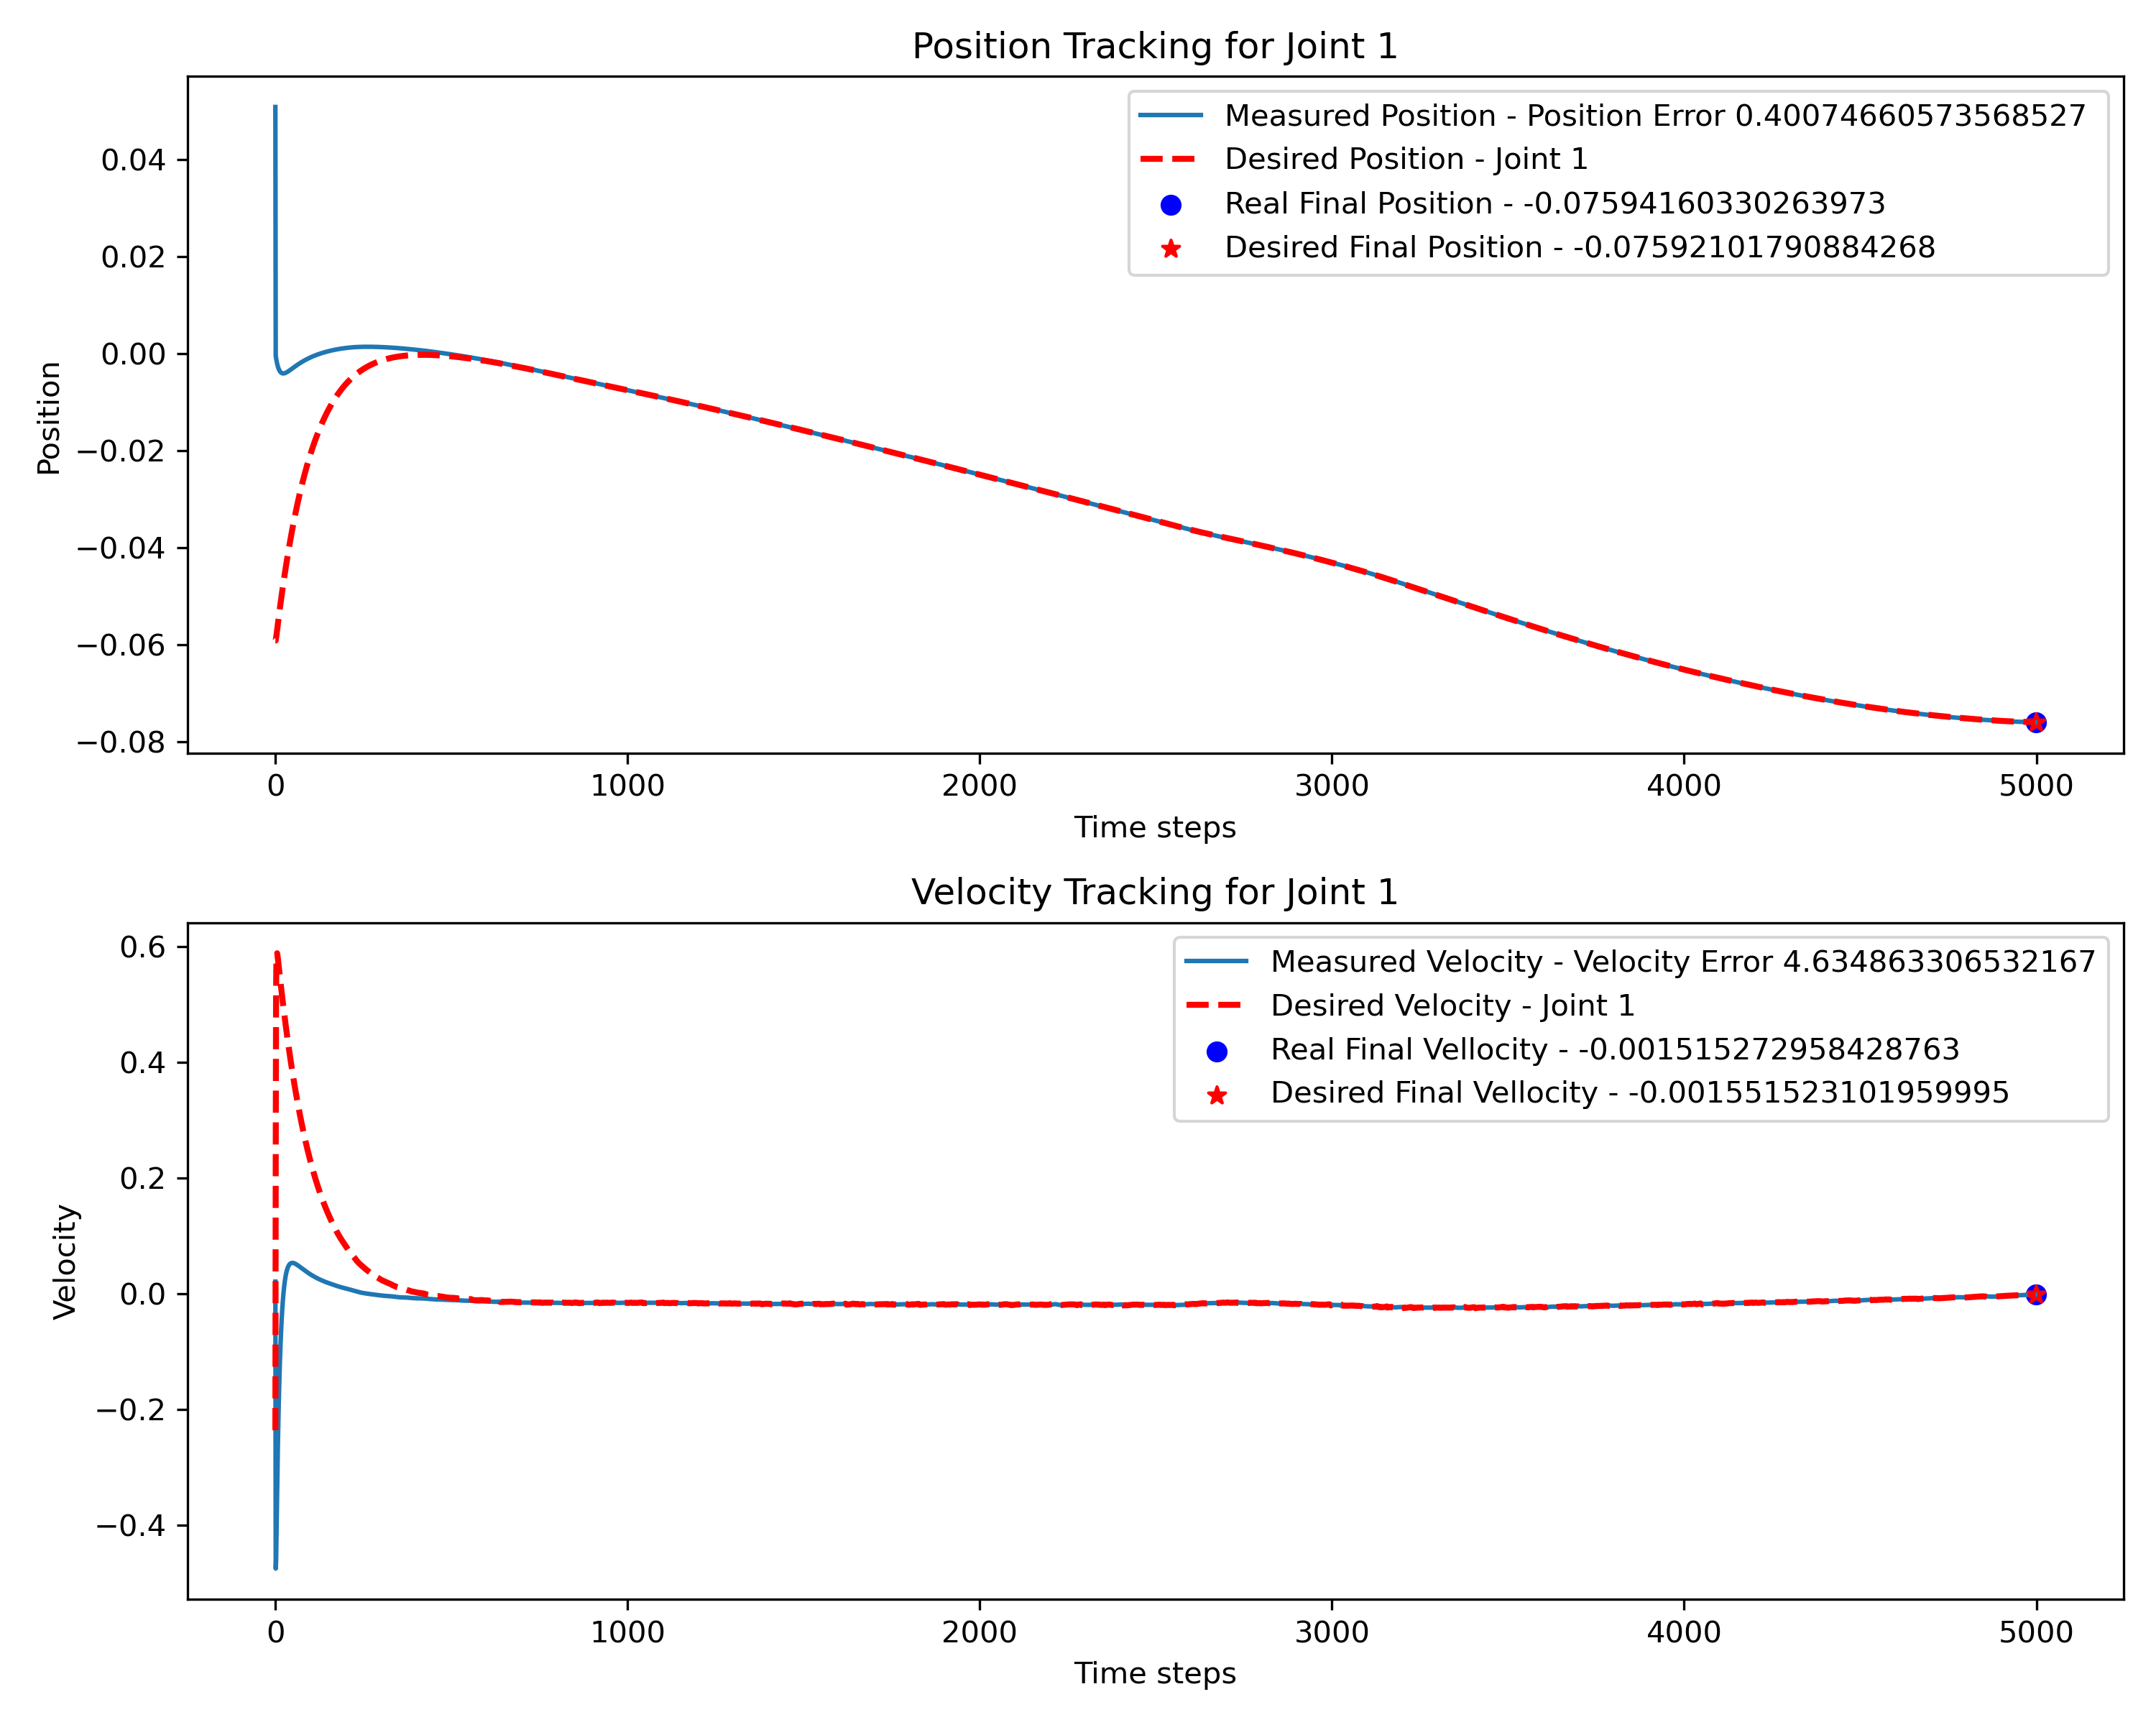 Position Tracking for Joint 1
Measured Position - Position Error 0.40074660573568527
Desired Position - Joint 1
Real Final Position - -0.07594160330263973
Desired Final Position - -0.07592101790884268
0.04
0.02
0.00
−0.02
−0.04
−0.06
−0.08
Position
0 1000 2000 3000 4000 5000
Time steps
Velocity Tracking for Joint 1
Measured Velocity - Velocity Error 4.634863306532167
Desired Velocity - Joint 1
Real Final Vellocity - -0.001515272958428763
Desired Final Vellocity - -0.001551523101959995
0.6
0.4
0.2
0.0
−0.2
−0.4
Velocity
0 1000 2000 3000 4000 5000
Time steps